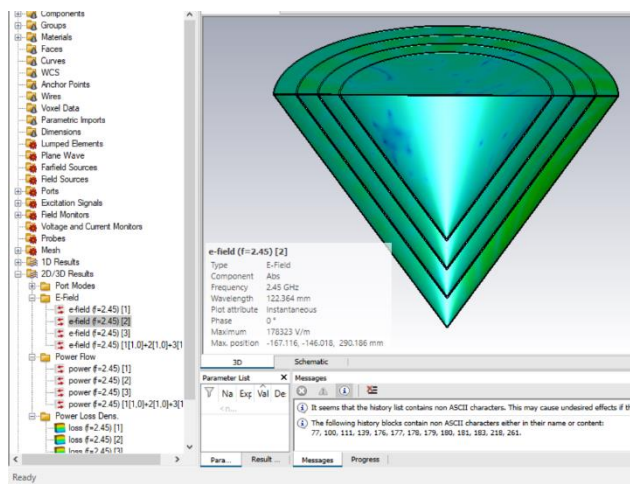 Components
Groups
Materials
Faces
Curves
WCS
Anchor Points
Wires
Voxel Data
Parametric Imports
Dimensions
Lumped Elements
Plane Wave
Farfield Sources
Field Sources
Ports
Excitation Signals
Field Monitors
Voltage and Current Monitors
Probes
Mesh
1D Results
2D/3D Results
Port Modes
E-Field
e-field (f=2.45) [1]
e-field (f=2.45) [2]
e-field (f=2.45) [3]
e-field (f=2.45) [1[1,0]+2[1,0]+3[1
Power Flow
power (f=2.45) [1]
power (f=2.45) [2]
power (f=2.45) [3]
power (f=2.45) [1[1,0]+2[1,0]+3[1
Power Loss Dens.
loss (f=2.45) [1]
loss (f=2.45) [2]
loss (f=2.45) [3]
Ready
e-field (f=2.45) [2]
Type E-Field
Component Abs
Frequency 2.45 GHz
Wavelength 122.364 mm
Plot attribute Instantaneous
Phase 0 °
Maximum 178323 V/m
Max. position -167.116, -146.018, 290.186 mm
3D Schematic
Parameter List X
Na Exp Val De
Para... Result ...
Messages
It seems that the history list contains non ASCII characters. This may cause undesired effects if th
The following history blocks contain non ASCII characters either in their name or content:
77, 100, 111, 139, 176, 177, 178, 179, 180, 181, 183, 218, 261.
Messages Progress